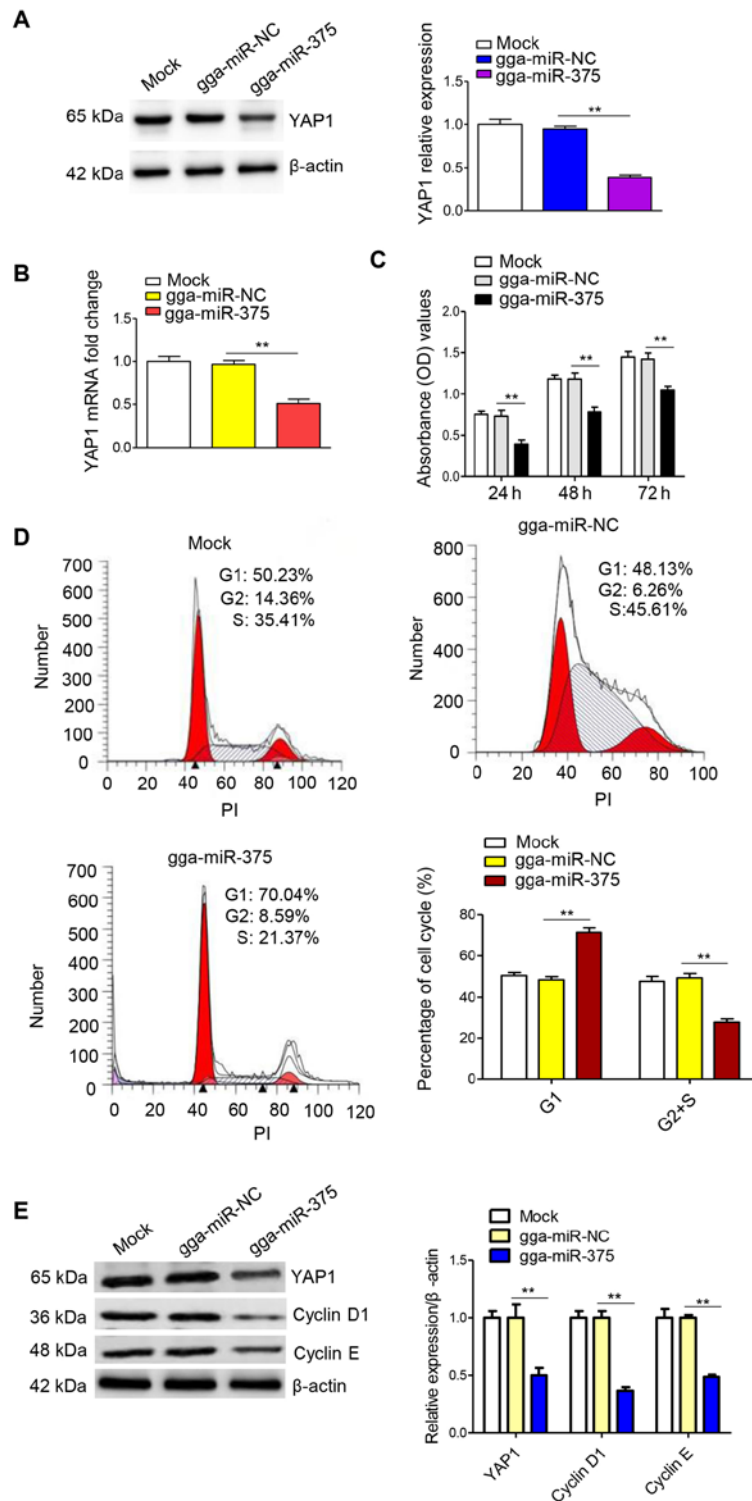 A
Mock
gga-miR-NC
gga-miR-375
65 kDa
YAP1
42 kDa
β-actin
Mock
gga-miR-NC
gga-miR-375
YAP1 relative expression
1.5
1.0
0.5
0.0
**
B
Mock
gga-miR-NC
gga-miR-375
YAP1 mRNA fold change
1.5
1.0
0.5
0.0
**
C
Mock
gga-miR-NC
gga-miR-375
Absorbance (OD) values
2.0
1.5
1.0
0.5
0.0
**
**
**
24 h 48 h 72 h
D
Mock
G1: 50.23%
G2: 14.36%
S: 35.41%
Number
700
600
500
400
300
200
100
0
0 20 40 60 80 100 120
PI
gga-miR-NC
G1: 48.13%
G2: 6.26%
S:45.61%
Number
800
600
400
200
0
0 20 40 60 80 100
PI
gga-miR-375
G1: 70.04%
G2: 8.59%
S: 21.37%
Number
700
600
500
400
300
200
100
0
0 20 40 60 80 100 120
PI
Mock
gga-miR-NC
gga-miR-375
Percentage of cell cycle (%)
80
60
40
20
0
**
**
G1
G2+S
E
Mock
gga-miR-NC
gga-miR-375
65 kDa
YAP1
36 kDa
Cyclin D1
48 kDa
Cyclin E
42 kDa
β-actin
Mock
gga-miR-NC
gga-miR-375
Relative expression/β -actin
1.5
1.0
0.5
0.0
**
**
**
YAP1
Cyclin D1
Cyclin E